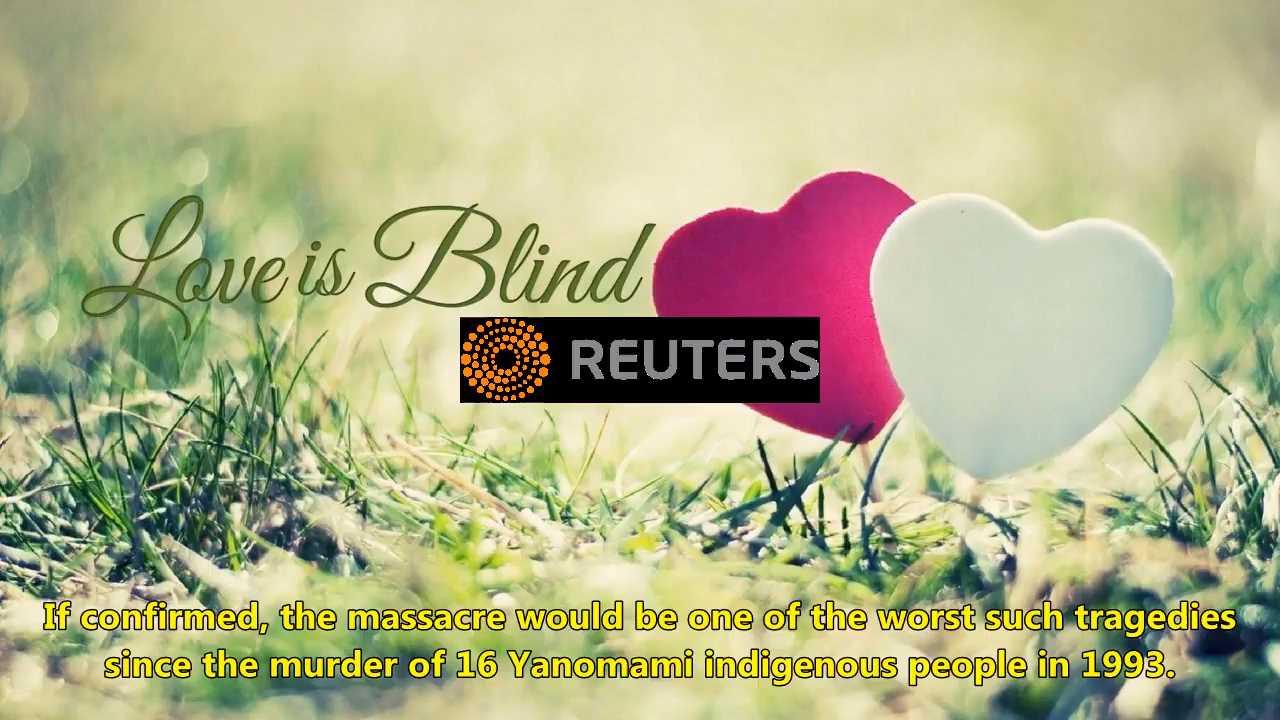 Love is Blind
REUTERS
If confirmed, the massacre would be one of the worst such tragedies
since the murder of 16 Yanomami indigenous people in 1993.